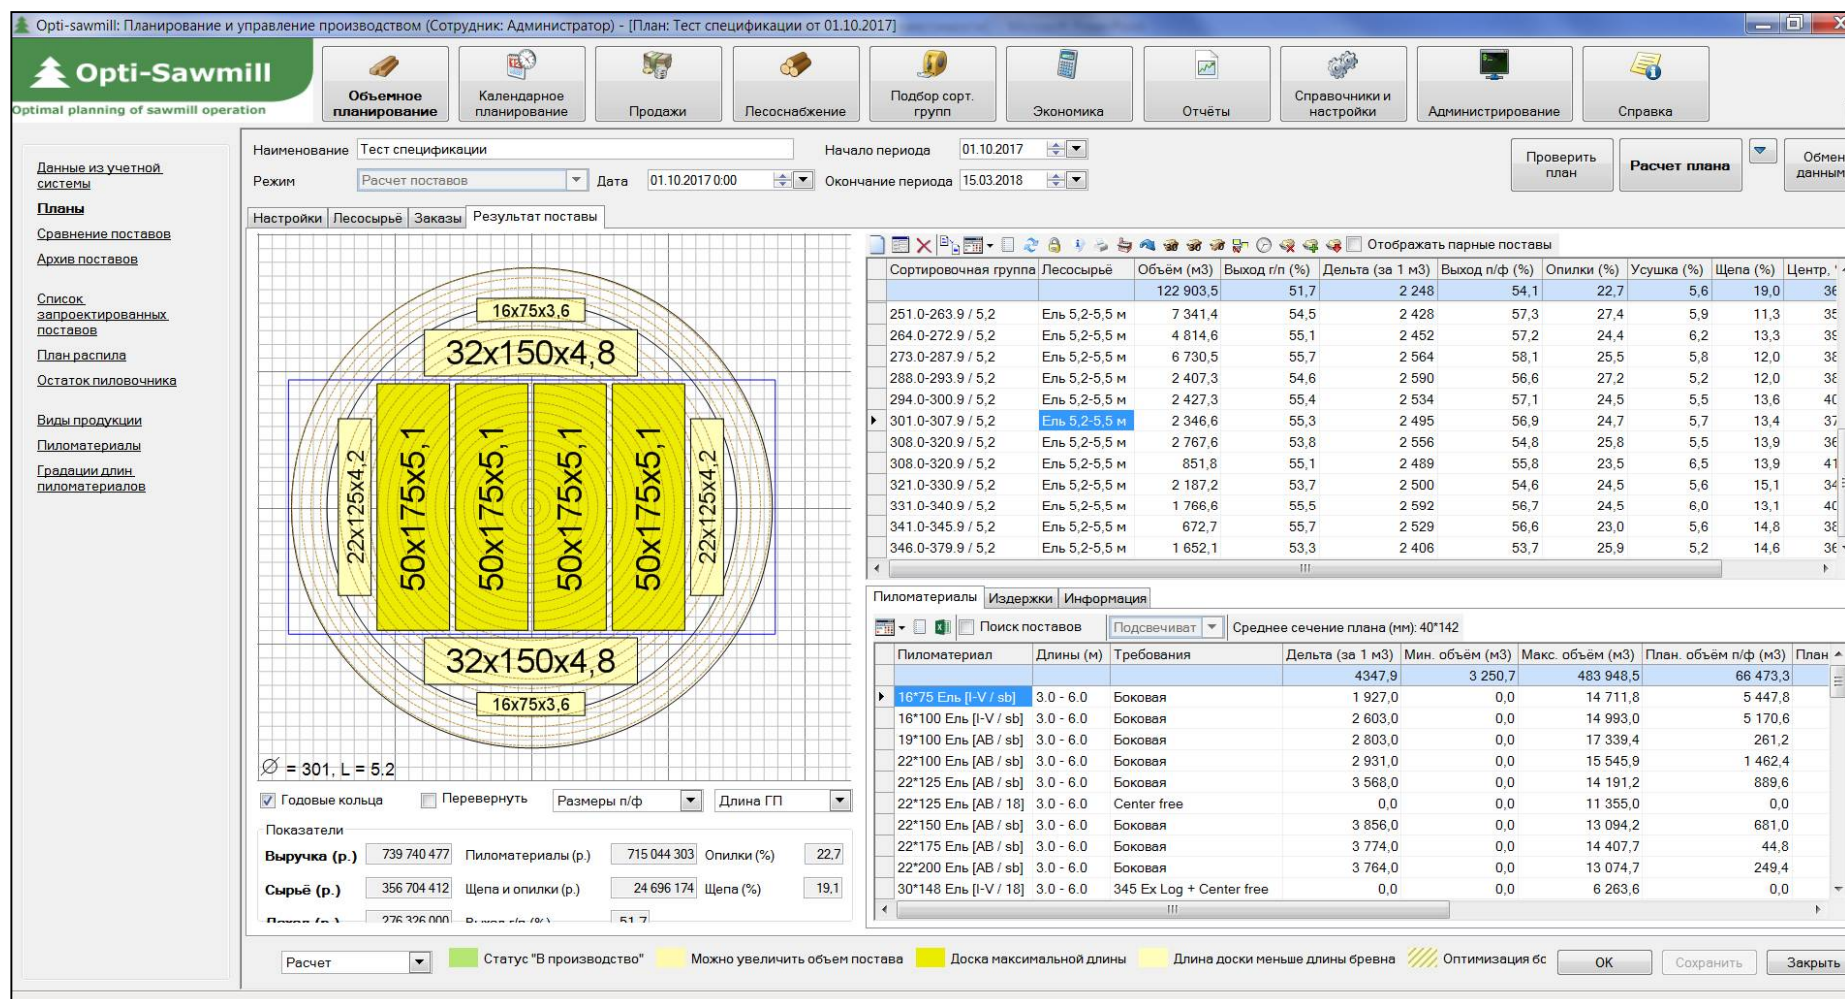 Opti-sawmill: Планирование и управление производством (Сотрудник: Администратор) - [План: Тест спецификации от 01.10.2017]
Opti-Sawmill
Optimal planning of sawmill operation
Объемное планирование
Календарное планирование
Продажи
Лесоснабжение
Подбор сорт. групп
Экономика
Отчёты
Справочники и настройки
Администрирование
Справка
Данные из учетной
системы
Планы
Сравнение поставов
Архив поставов
Список
запроектированных
поставов
План распила
Остаток пиловочника
Виды продукции
Пиломатериалы
Градации длин
пиломатериалов
Наименование Тест спецификации Начало периода 01.10.2017
Режим Расчет поставов Дата 01.10.2017 0:00 Окончание периода 15.03.2018
Проверить план
Расчет плана
Обмен
данным
Настройки Лесосырьё Заказы Результат поставы
16x75x3,6
32x150x4,8
22x125x4,2
50x175x5,1
50x175x5,1
50x175x5,1
50x175x5,1
22x125x4,2
32x150x4,8
16x75x3,6
Ø = 301, L = 5.2
Годовые кольца Перевернуть Размеры п/ф Длина ГП
Показатели
Выручка (р.) 739 740 477 Пиломатериалы (р.) 715 044 303 Опилки (%) 22,7
Сырьё (р.) 356 704 412 Щепа и опилки (р.) 24 696 174 Щепа (%) 19,1
276 326 000 51,7
Отображать парные поставы
Сортировочная группа Лесосырьё Объём (м3) Выход г/п (%) Дельта (за 1 м3) Выход п/ф (%) Опилки (%) Усушка (%) Щепа (%) Центр,
122 903,5 51,7 2 248 54,1 22,7 5,6 19,0 36
251.0-263.9 / 5,2 Ель 5,2-5,5 м 7 341,4 54,5 2 428 57,3 27,4 5,9 11,3 35
264.0-272.9 / 5,2 Ель 5,2-5,5 м 4 814,6 55,1 2 452 57,2 24,4 6,2 13,3 39
273.0-287.9 / 5,2 Ель 5,2-5,5 м 6 730,5 55,7 2 564 58,1 25,5 5,8 12,0 38
288.0-293.9 / 5,2 Ель 5,2-5,5 м 2 407,3 54,6 2 590 56,6 27,2 5,2 12,0 38
294.0-300.9 / 5,2 Ель 5,2-5,5 м 2 427,3 55,4 2 534 57,1 24,5 5,5 13,6 40
301.0-307.9 / 5,2 Ель 5,2-5,5 м 2 346,6 55,3 2 495 56,9 24,7 5,7 13,4 37
308.0-320.9 / 5,2 Ель 5,2-5,5 м 2 767,6 53,8 2 556 54,8 25,8 5,5 13,9 36
308.0-320.9 / 5,2 Ель 5,2-5,5 м 851,8 55,1 2 489 55,8 23,5 6,5 13,9 41
321.0-330.9 / 5,2 Ель 5,2-5,5 м 2 187,2 53,7 2 500 54,6 24,5 5,6 15,1 34
331.0-340.9 / 5,2 Ель 5,2-5,5 м 1 766,6 55,5 2 592 56,7 24,5 6,0 13,1 40
341.0-345.9 / 5,2 Ель 5,2-5,5 м 672,7 55,7 2 529 56,6 23,0 5,6 14,8 38
346.0-379.9 / 5,2 Ель 5,2-5,5 м 1 652,1 53,3 2 406 53,7 25,9 5,2 14,6 36
Пиломатериалы Издержки Информация
Поиск поставов Подсвечиват Среднее сечение плана (мм): 40*142
Пиломатериал Длины (м) Требования Дельта (за 1 м3) Мин. объём (м3) Макс. объём (м3) План. объём п/ф (м3) План
4347,9 3 250,7 483 948,5 66 473,3
16*75 Ель [I-V / sb] 3.0 - 6.0 Боковая 1 927,0 0,0 14 711,8 5 447,8
16*100 Ель [I-V / sb] 3.0 - 6.0 Боковая 2 603,0 0,0 14 993,0 5 170,6
19*100 Ель [AB / sb] 3.0 - 6.0 Боковая 2 803,0 0,0 17 339,4 261,2
22*100 Ель [AB / sb] 3.0 - 6.0 Боковая 2 931,0 0,0 15 545,9 1 462,4
22*125 Ель [AB / sb] 3.0 - 6.0 Боковая 3 568,0 0,0 14 191,2 889,6
22*125 Ель [AB / 18] 3.0 - 6.0 Center free 0,0 0,0 11 355,0 0,0
22*150 Ель [AB / sb] 3.0 - 6.0 Боковая 3 856,0 0,0 13 094,2 681,0
22*175 Ель [AB / sb] 3.0 - 6.0 Боковая 3 774,0 0,0 14 407,7 44,8
22*200 Ель [AB / sb] 3.0 - 6.0 Боковая 3 764,0 0,0 13 074,7 249,4
30*148 Ель [I-V / 18] 3.0 - 6.0 345 Ex Log + Center free 0,0 0,0 6 263,6 0,0
Расчет Статус "В производство" Можно увеличить объем постава Доска максимальной длины Длина доски меньше длины бревна Оптимизация бс OK Сохранить Закрыть